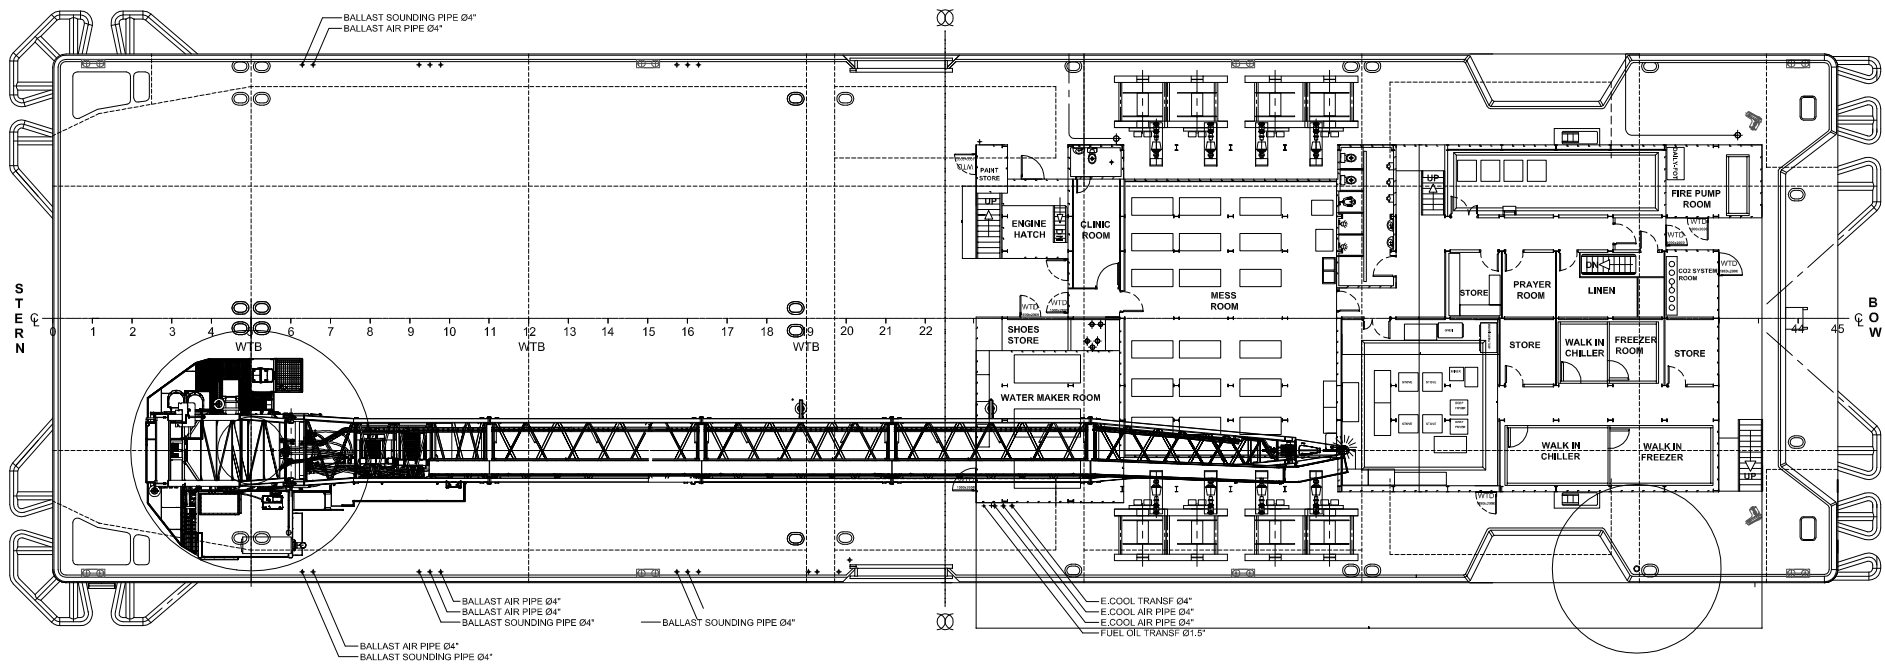 BALLAST SOUNDING PIPE Ø4"
BALLAST AIR PIPE Ø4"
PAINT
STORE
UP
ENGINE
HATCH
DN
CLINIC
ROOM
UP
DAILY-FOT
FIRE PUMP
ROOM
WTD
WTD
WTD
CO2 SYSTEM
ROOM
STERN
℄
MESS
ROOM
STORE
PRAYER
ROOM
DN
LINEN
WTD
WTD
BOW
℄
0 1 2 3 4 5 6 7 8 9 10 11 12 13 14 15 16 17 18 19 20 21 22 44 45
WTB
WTB
WTB
SHOES
STORE
STORE
WALK IN
CHILLER
FREEZER
ROOM
STORE
WATER MAKER ROOM
WALK IN
CHILLER
WALK IN
FREEZER
UP
WTD
WTD
BALLAST AIR PIPE Ø4"
BALLAST AIR PIPE Ø4"
BALLAST SOUNDING PIPE Ø4"
BALLAST SOUNDING PIPE Ø4"
E.COOL TRANSF Ø4"
E.COOL AIR PIPE Ø4"
E.COOL AIR PIPE Ø4"
FUEL OIL TRANSF Ø1.5"
BALLAST AIR PIPE Ø4"
BALLAST SOUNDING PIPE Ø4"